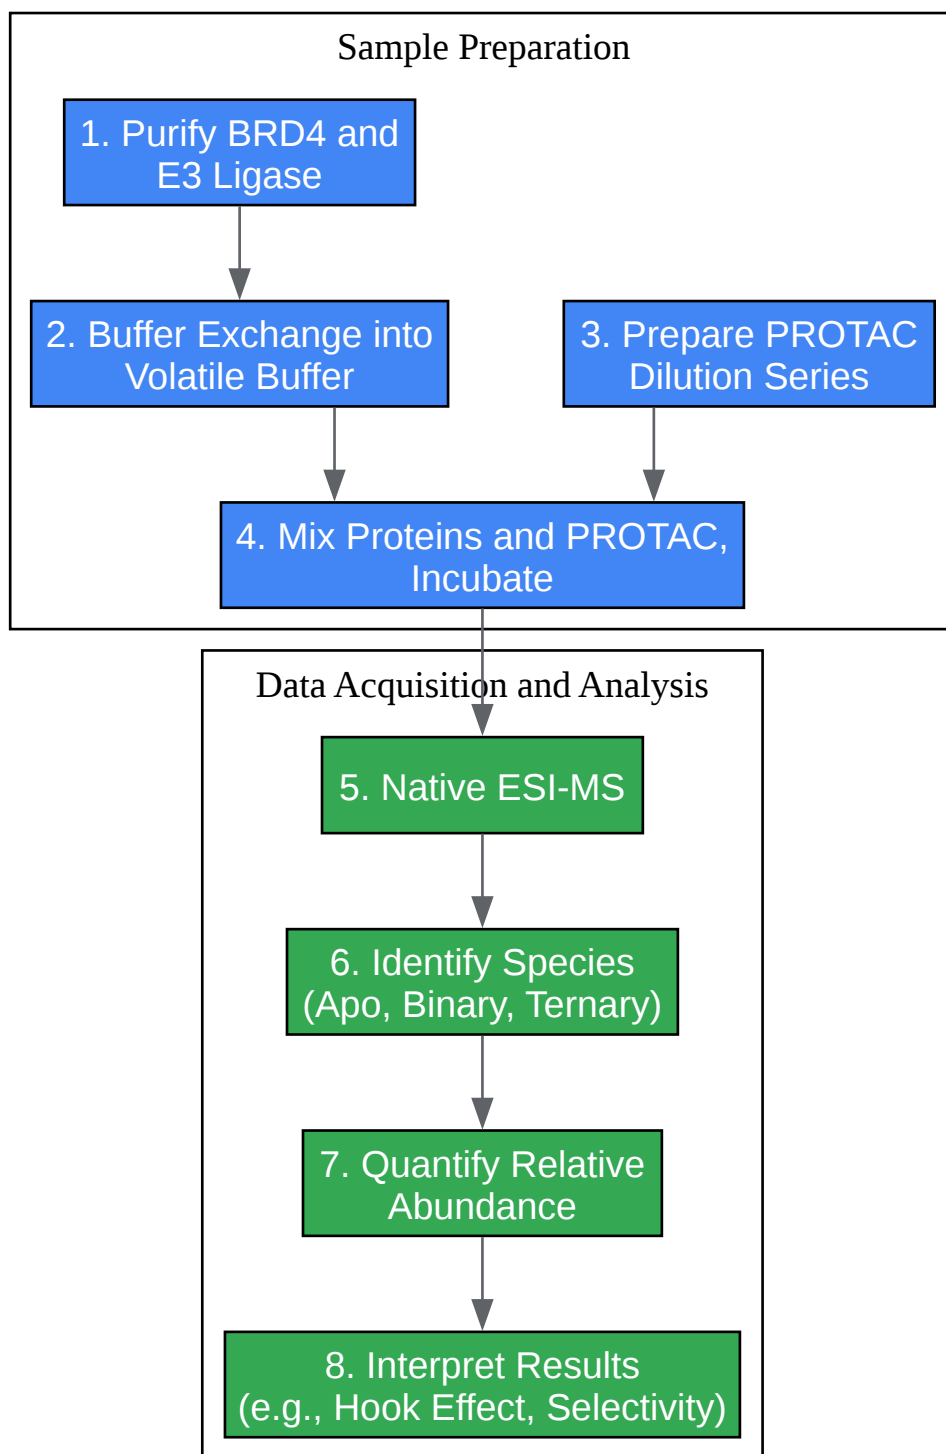 Sample Preparation
1. Purify BRD4 and
E3 Ligase
2. Buffer Exchange into
Volatile Buffer
3. Prepare PROTAC
Dilution Series
4. Mix Proteins and PROTAC,
Incubate
Data Acquisition and Analysis
5. Native ESI-MS
6. Identify Species
(Apo, Binary, Ternary)
7. Quantify Relative
Abundance
8. Interpret Results
(e.g., Hook Effect, Selectivity)